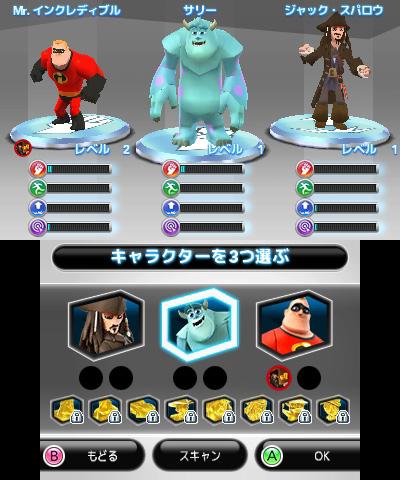 Mr. インクレディブル
サリー
ジャック・スパロウ
レベル 2
レベル 1
レベル 1
キャラクターを3つ選ぶ
B もどる
スキャン
A OK